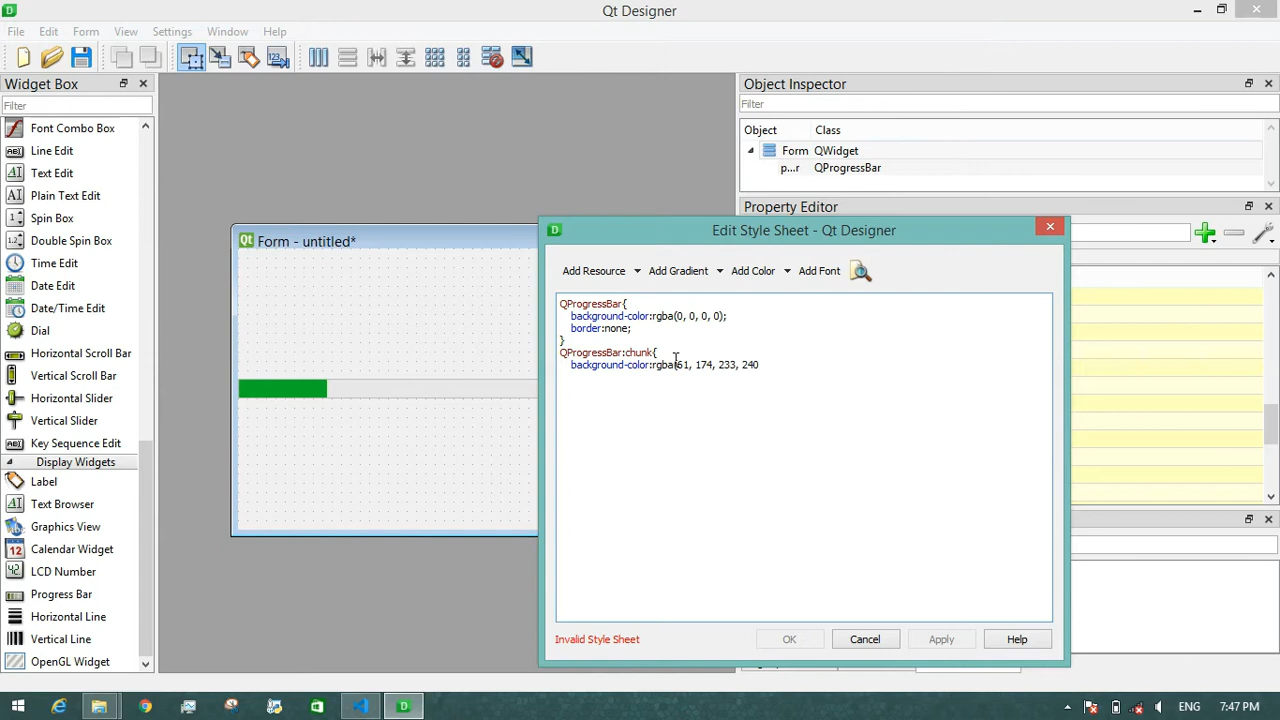 Qt Designer
File Edit Form View Settings Window Help
Widget Box
Filter
Font Combo Box
Line Edit
Text Edit
Plain Text Edit
Spin Box
Double Spin Box
Time Edit
Date Edit
Date/Time Edit
Dial
Horizontal Scroll Bar
Vertical Scroll Bar
Horizontal Slider
Vertical Slider
Key Sequence Edit
Display Widgets
Label
Text Browser
Graphics View
Calendar Widget
LCD Number
Progress Bar
Horizontal Line
Vertical Line
OpenGL Widget
Form - untitled*
Object Inspector
Filter
Object Class
Form QWidget
p...r QProgressBar
Property Editor
Edit Style Sheet - Qt Designer
Add Resource Add Gradient Add Color Add Font
QProgressBar{
background-color:rgba(0, 0, 0, 0);
border:none;
}
QProgressBar:chunk{
background-color:rgba(61, 174, 233, 240
Invalid Style Sheet
OK Cancel Apply Help
ENG 7:47 PM